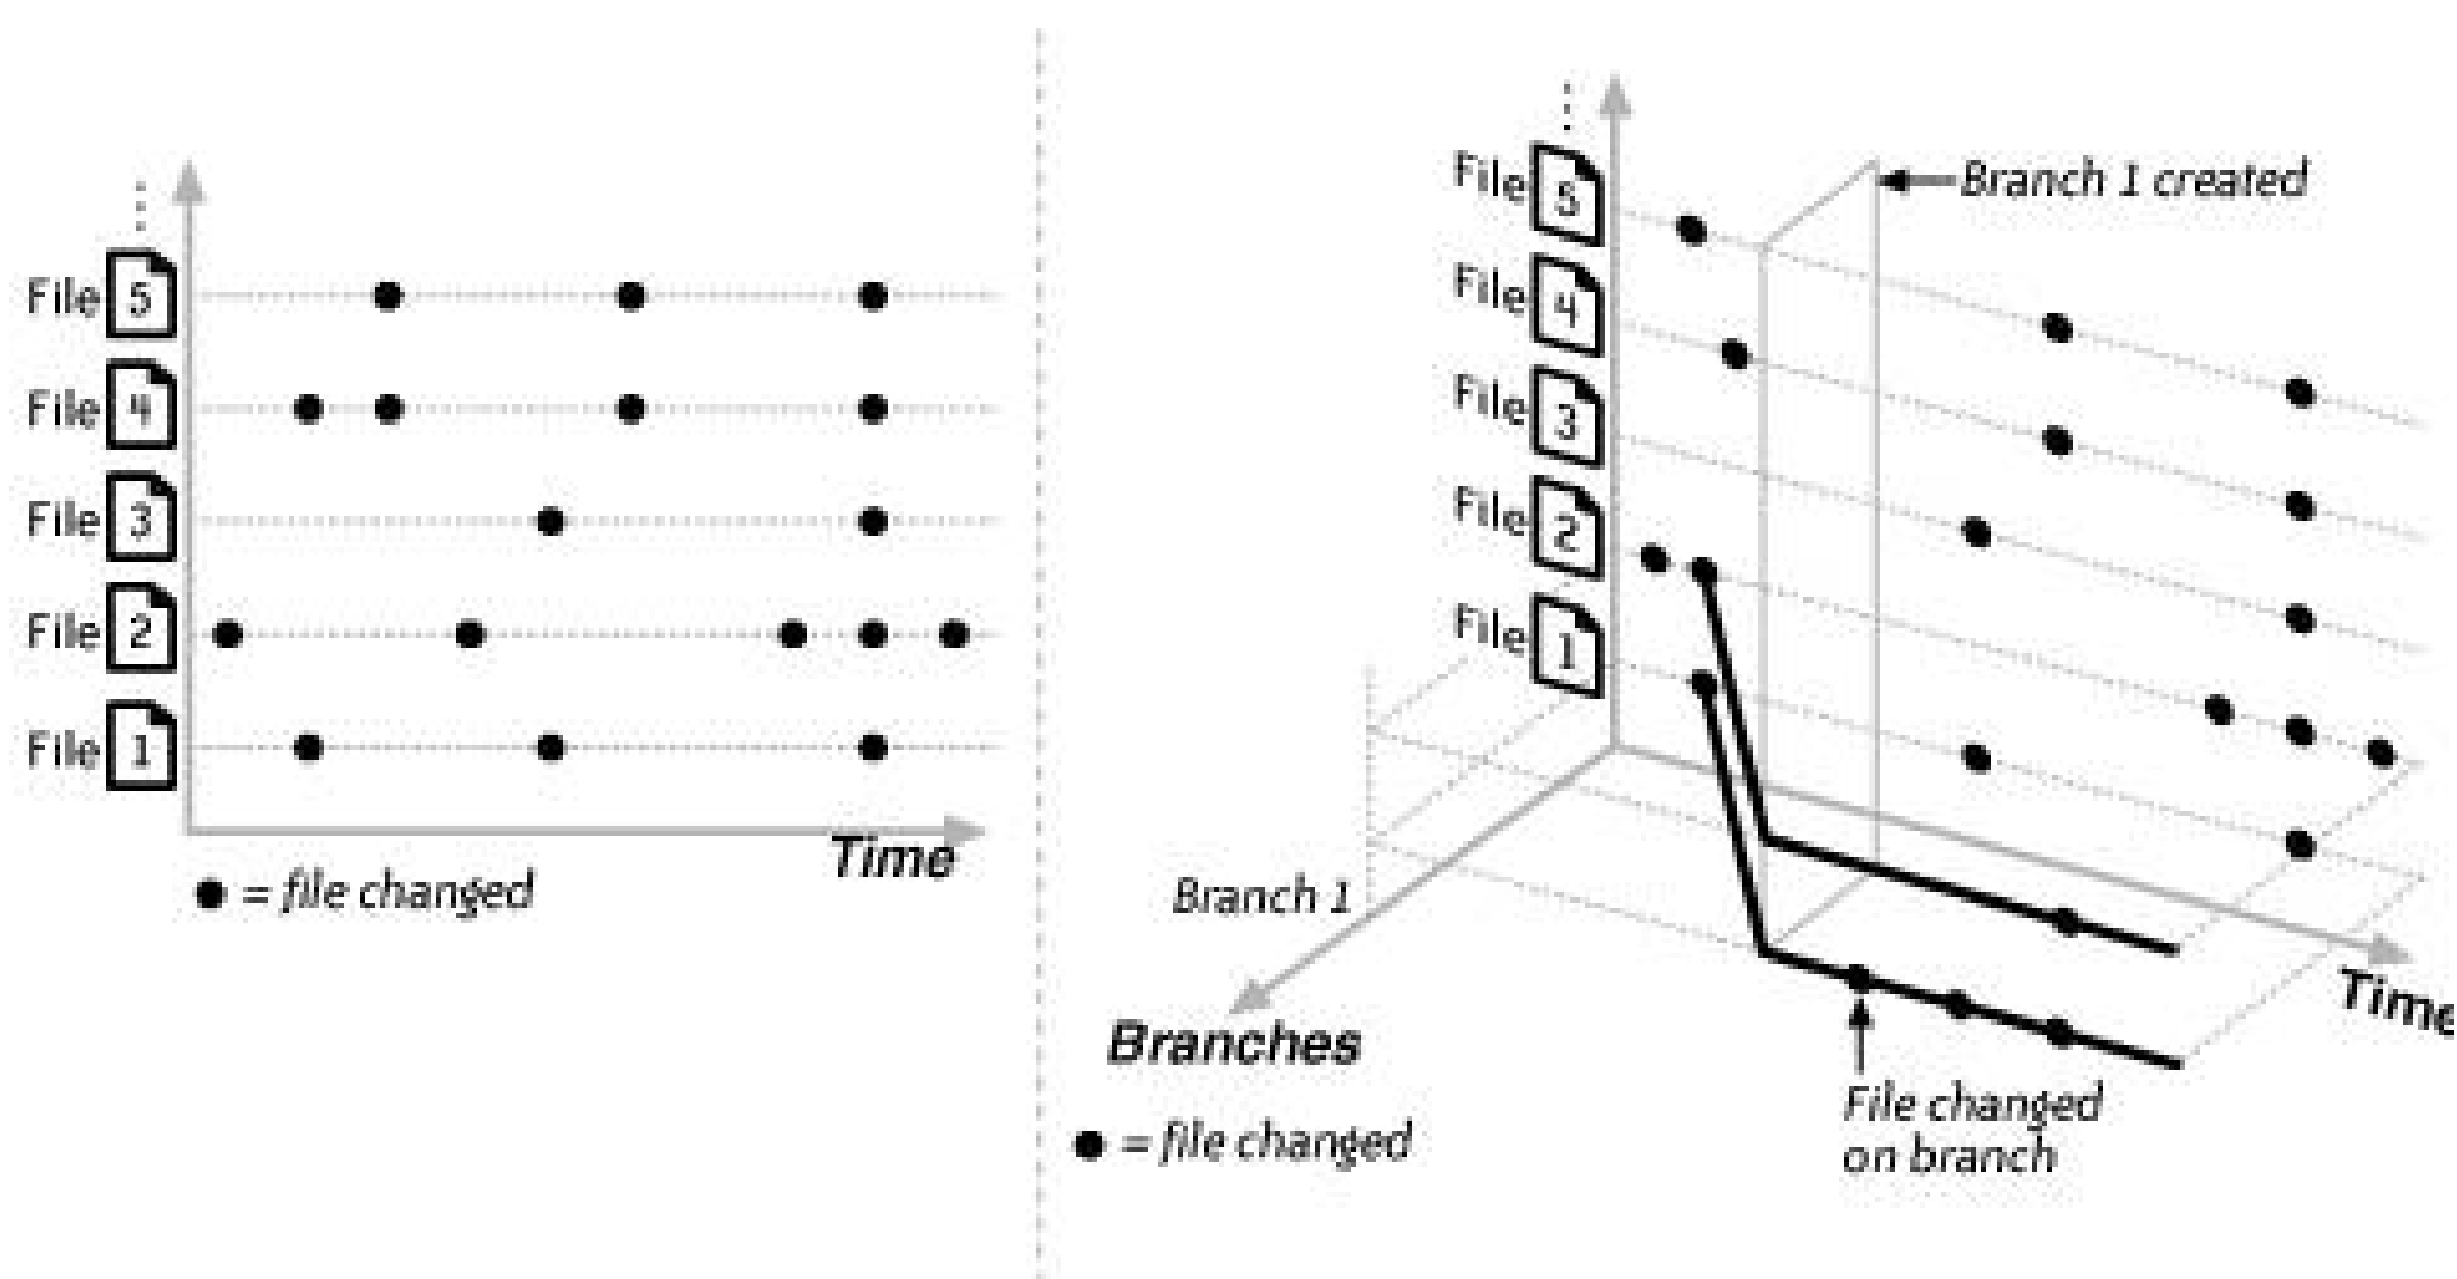 File 5
File 4
File 3
File 2
File 1
Time
= file changed
File 5
File 4
File 3
File 2
File 1
Branch 1 created
Branch 1
Branches
Time
File changed
on branch
= file changed